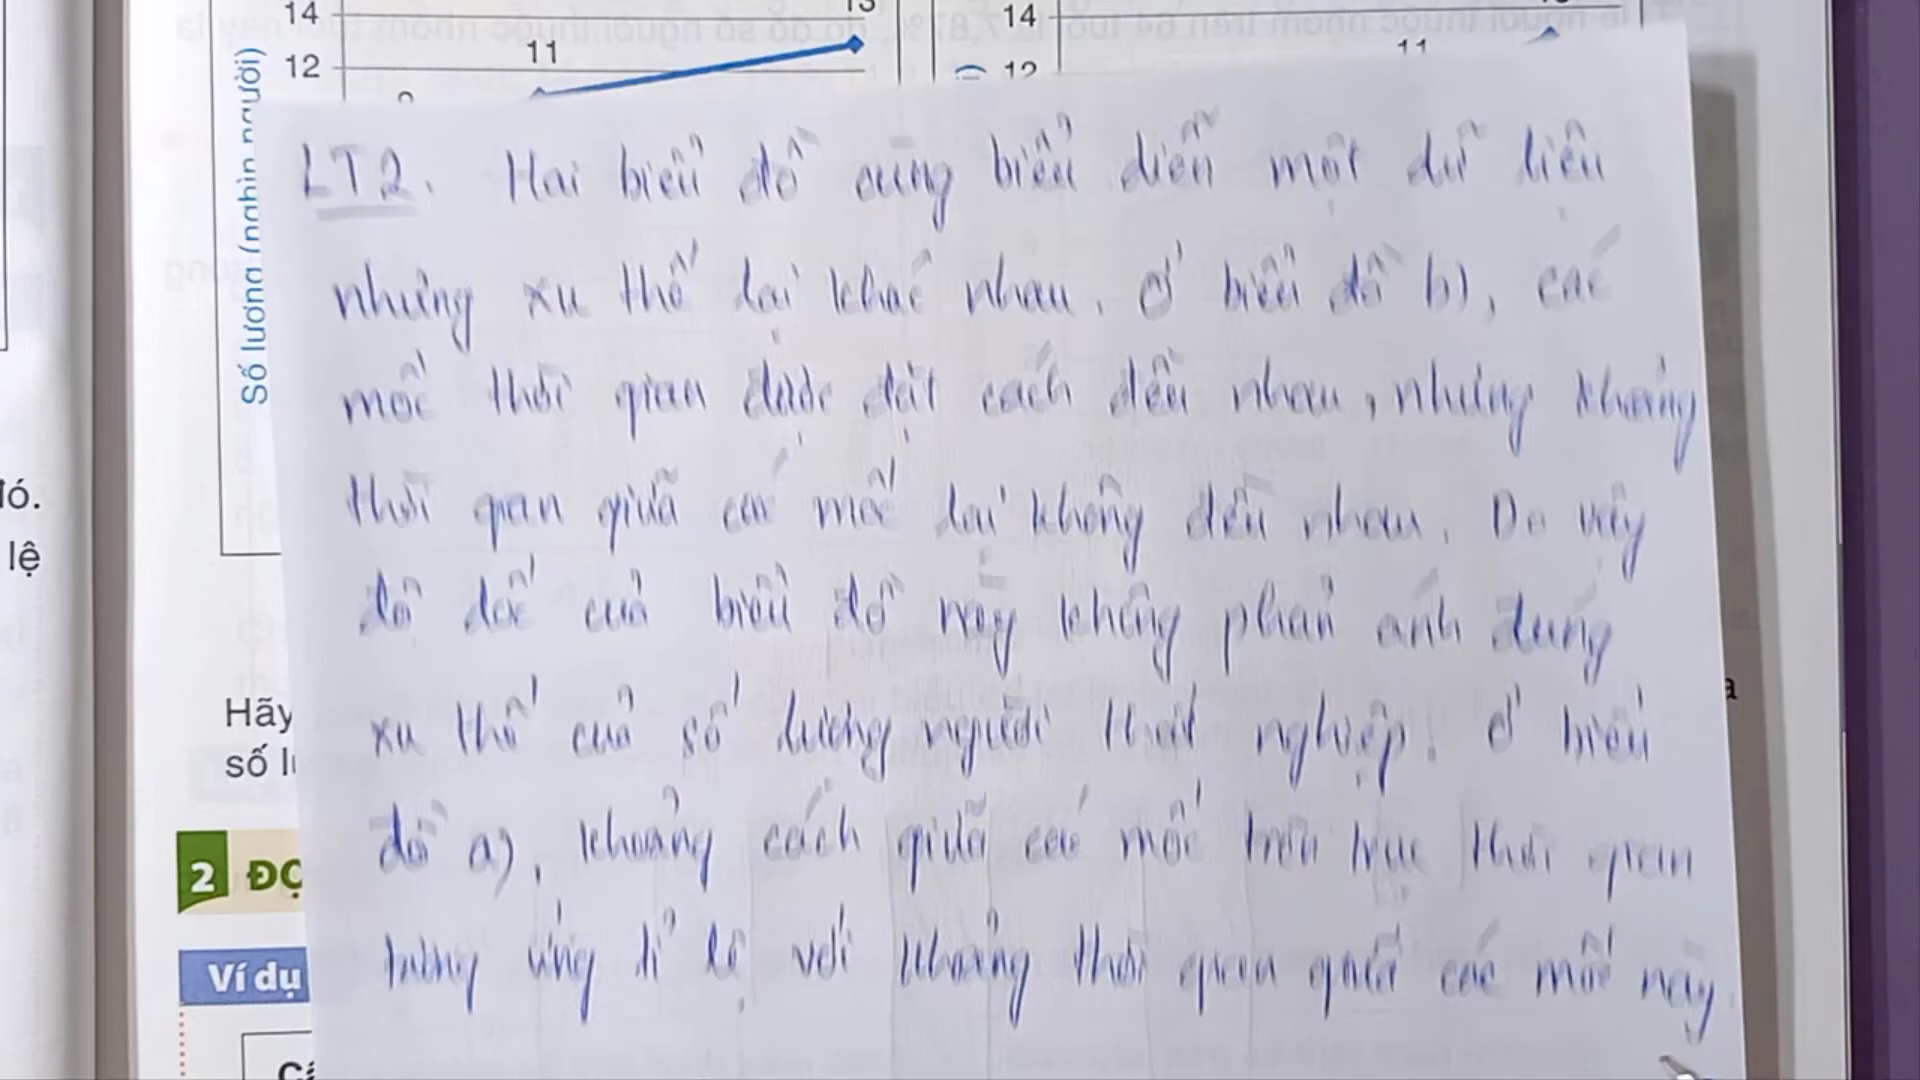 14
13
14
11
11
12
12
Số lượng (nghìn người)
LT2. Hai biểu đồ cùng biểu diễn một dữ liệu
nhưng xu thế lại khác nhau. Ở biểu đồ b), các
mốc thời gian được đặt cách đều nhau, nhưng khoảng
thời gian giữa các mốc lại không đều nhau. Do vậy
độ dốc của biểu đồ này không phản ánh đúng
xu thế của số lượng người thất nghiệp. Ở biểu
đồ a), khoảng cách giữa các mốc trên trục thời gian
tương ứng tỉ lệ với khoảng thời gian giữa các mốc này.
đó.
lệ
Hãy
số
2 ĐỌ
Ví dụ